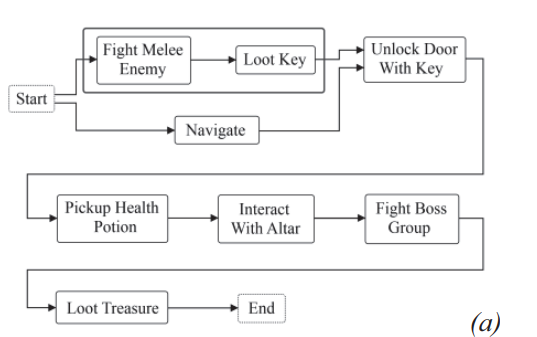 Fight Melee
Enemy
Loot Key
Unlock Door
With Key
Start
Navigate
Pickup Health
Potion
Interact
With Altar
Fight Boss
Group
Loot Treasure
End
(a)